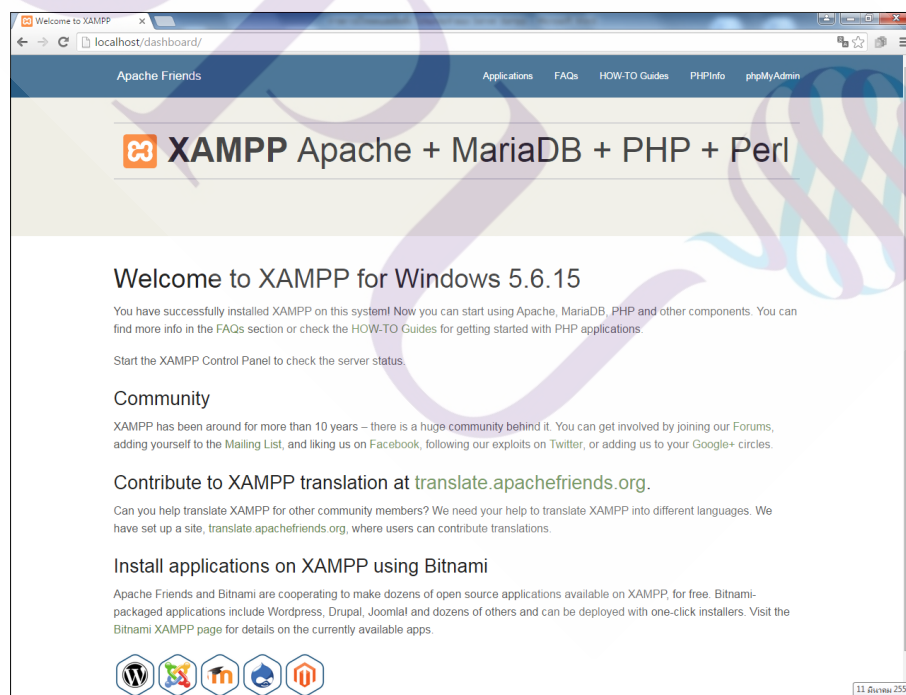 Welcome to XAMPP
localhost/dashboard/
Apache Friends Applications FAQs HOW-TO Guides PHPInfo phpMyAdmin
XAMPP Apache + MariaDB + PHP + Perl
Welcome to XAMPP for Windows 5.6.15
You have successfully installed XAMPP on this system! Now you can start using Apache, MariaDB, PHP and other components. You can
find more info in the FAQs section or check the HOW-TO Guides for getting started with PHP applications.
Start the XAMPP Control Panel to check the server status.
Community
XAMPP has been around for more than 10 years – there is a huge community behind it. You can get involved by joining our Forums,
adding yourself to the Mailing List, and liking us on Facebook, following our exploits on Twitter, or adding us to your Google+ circles.
Contribute to XAMPP translation at translate.apachefriends.org.
Can you help translate XAMPP for other community members? We need your help to translate XAMPP into different languages. We
have set up a site, translate.apachefriends.org, where users can contribute translations.
Install applications on XAMPP using Bitnami
Apache Friends and Bitnami are cooperating to make dozens of open source applications available on XAMPP, for free. Bitnami-
packaged applications include Wordpress, Drupal, Joomla! and dozens of others and can be deployed with one-click installers. Visit the
Bitnami XAMPP page for details on the currently available apps.
11 มีนาคม 255